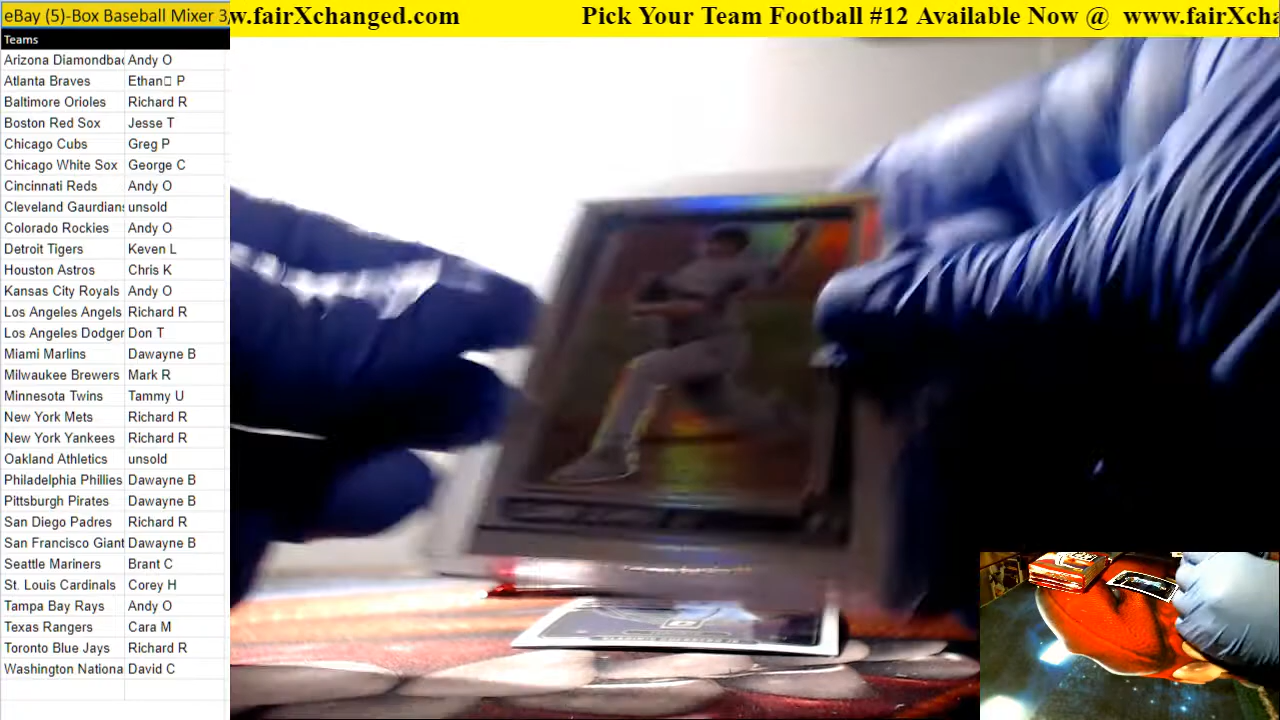 eBay (5)-Box Baseball Mixer 3,
w.fairXchanged.com Pick Your Team Football #12 Available Now @ www.fairXcha
Teams
Arizona Diamondbac Andy O
Atlanta Braves Ethan□ P
Baltimore Orioles Richard R
Boston Red Sox Jesse T
Chicago Cubs Greg P
Chicago White Sox George C
Cincinnati Reds Andy O
Cleveland Gaurdians unsold
Colorado Rockies Andy O
Detroit Tigers Keven L
Houston Astros Chris K
Kansas City Royals Andy O
Los Angeles Angels Richard R
Los Angeles Dodger Don T
Miami Marlins Dawayne B
Milwaukee Brewers Mark R
Minnesota Twins Tammy U
New York Mets Richard R
New York Yankees Richard R
Oakland Athletics unsold
Philadelphia Phillies Dawayne B
Pittsburgh Pirates Dawayne B
San Diego Padres Richard R
San Francisco Giant Dawayne B
Seattle Mariners Brant C
St. Louis Cardinals Corey H
Tampa Bay Rays Andy O
Texas Rangers Cara M
Toronto Blue Jays Richard R
Washington Nationa David C